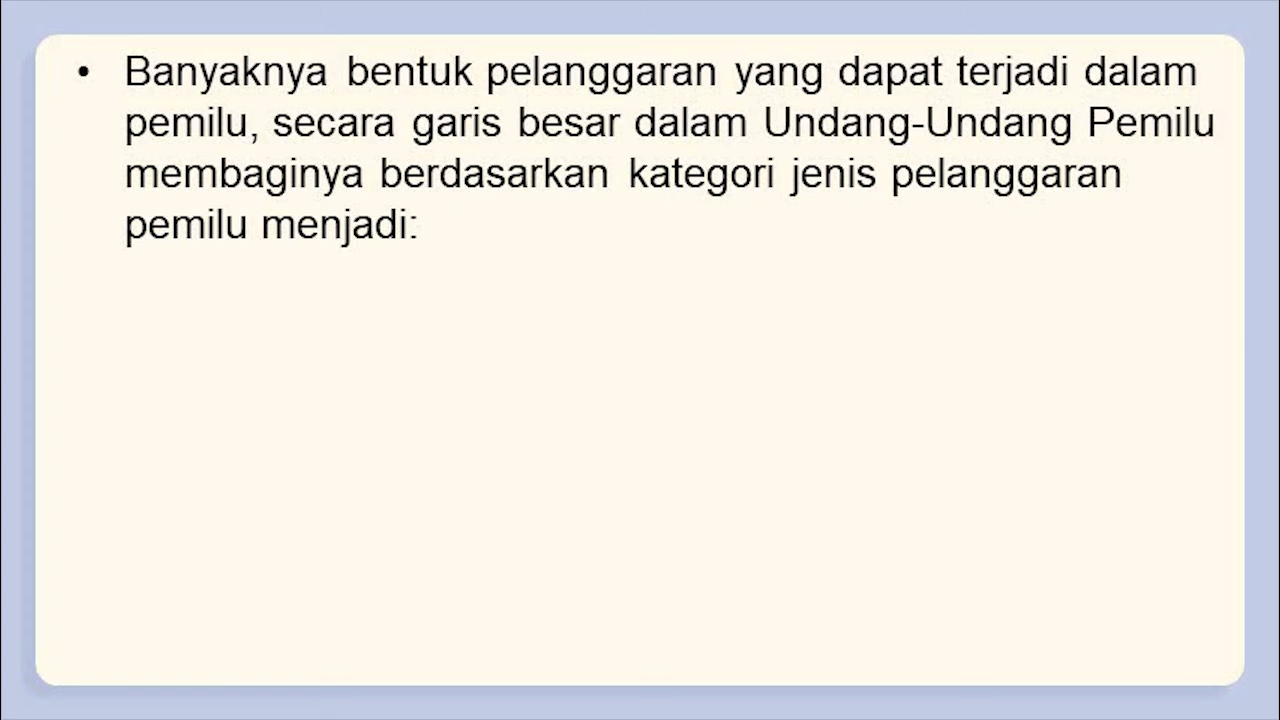 • Banyaknya bentuk pelanggaran yang dapat terjadi dalam
pemilu, secara garis besar dalam Undang-Undang Pemilu
membaginya berdasarkan kategori jenis pelanggaran
pemilu menjadi: